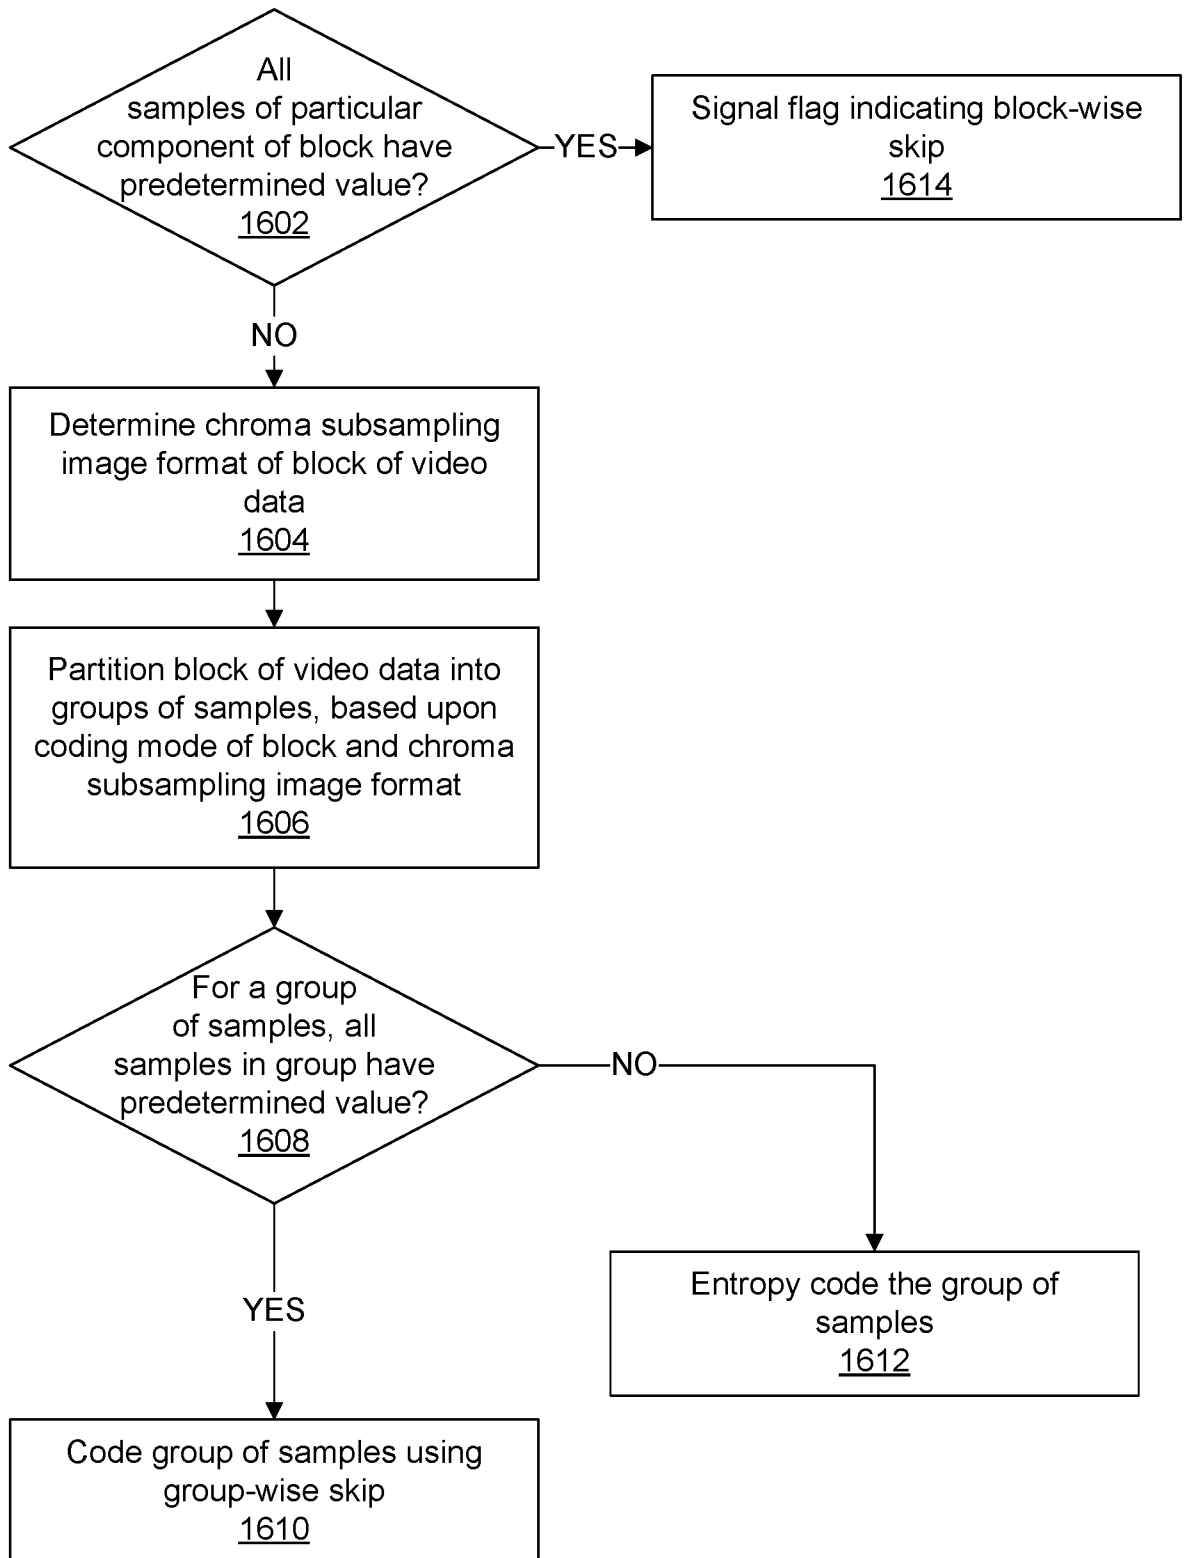 All
samples of particular
component of block have
predetermined value?
1602
YES
Signal flag indicating block-wise
skip
1614
NO
Determine chroma subsampling
image format of block of video
data
1604
Partition block of video data into
groups of samples, based upon
coding mode of block and chroma
subsampling image format
1606
For a group
of samples, all
samples in group have
predetermined value?
1608
NO
YES
Entropy code the group of
samples
1612
Code group of samples using
group-wise skip
1610